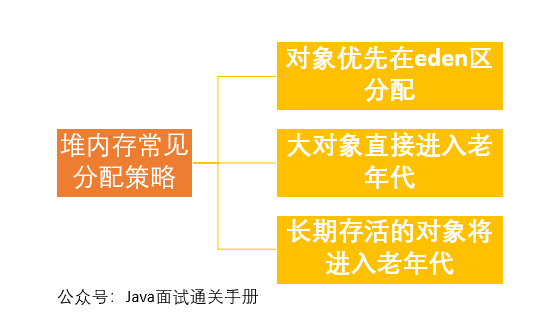 堆内存常见
分配策略
对象优先在eden区
分配
大对象直接进入老
年代
长期存活的对象将
进入老年代
公众号：Java面试通关手册